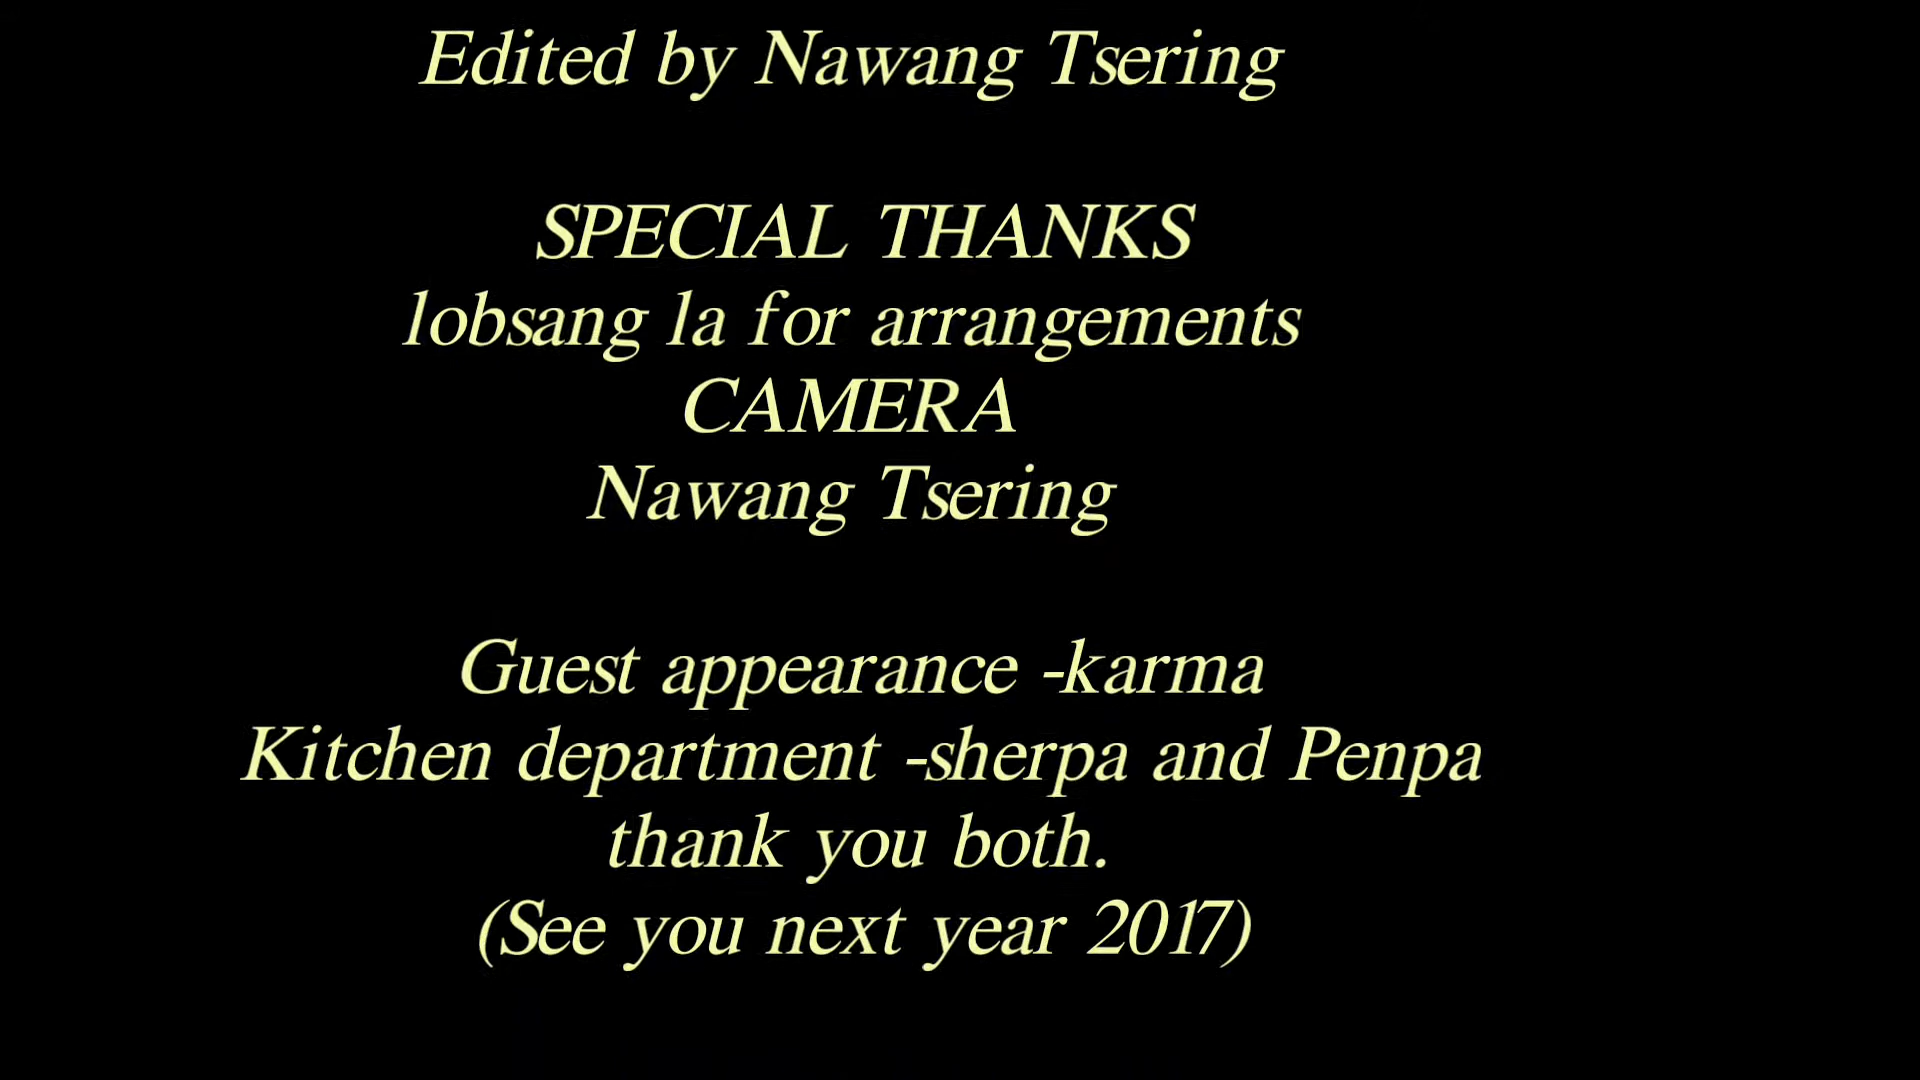 Edited by Nawang Tsering
SPECIAL THANKS
lobsang la for arrangements
CAMERA
Nawang Tsering
Guest appearance -karma
Kitchen department -sherpa and Penpa
thank you both.
(See you next year 2017)